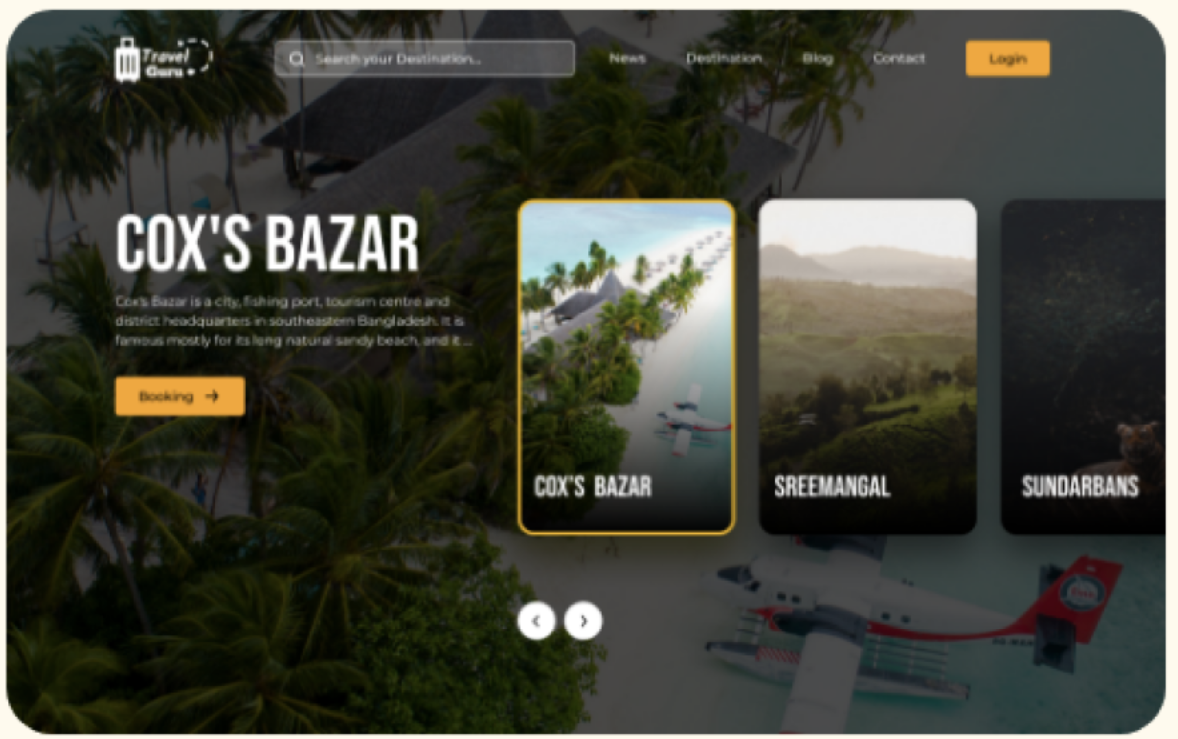 Travel
Guru
Search your Destination...
News
Destination
Blog
Contact
Login
COX'S BAZAR
Cox's Bazar is a city, fishing port, tourism centre and
district headquarters in southeastern Bangladesh. It is
famous mostly for its long natural sandy beach, and it ...
Booking
COX'S BAZAR
SREEMANGAL
SUNDARBANS